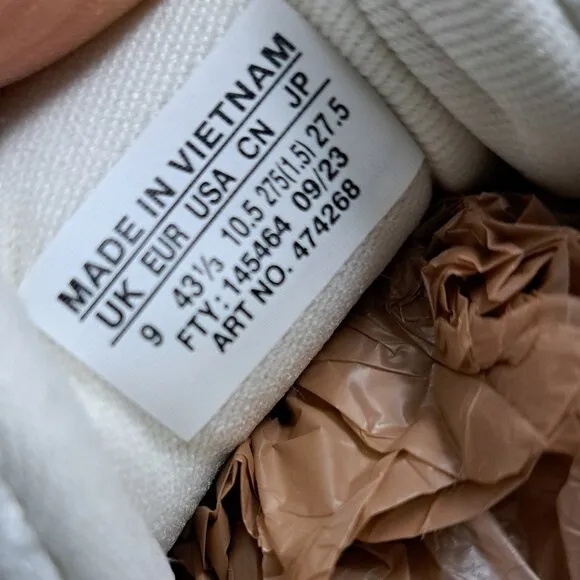 MADE IN VIETNAM
UK EUR USA CN JP
9 43⅓ 10.5 275(1.5) 27.5
FTY: 145464 09/23
ART NO. 474268